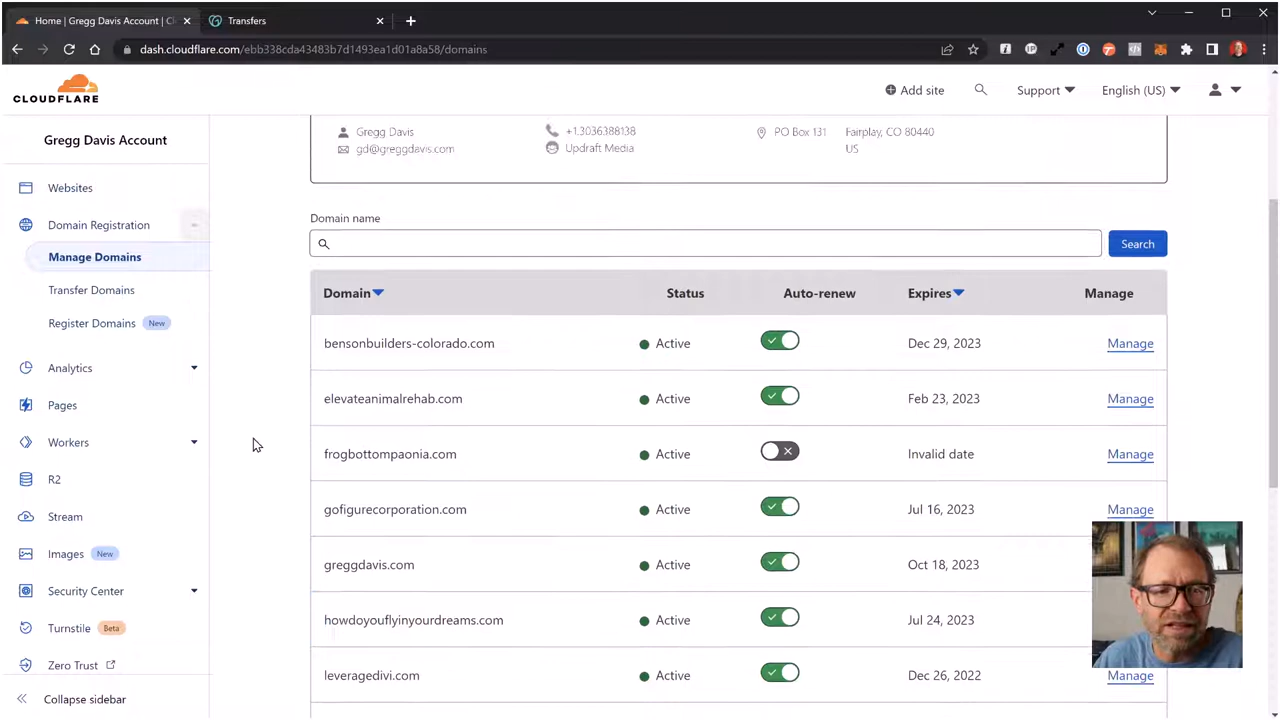 Home | Gregg Davis Account | Cl
Transfers
dash.cloudflare.com/ebb338cda43483b7d1493ea1d01a8a58/domains
CLOUDFLARE
Add site
Support
English (US)
Gregg Davis Account
Websites
Domain Registration
Manage Domains
Transfer Domains
Register Domains New
Analytics
Pages
Workers
R2
Stream
Images New
Security Center
Turnstile Beta
Zero Trust
Collapse sidebar
Gregg Davis +1.3036388138 PO Box 131 Fairplay, CO 80440
gd@greggdavis.com Updraft Media US
Domain name
Search
Domain Status Auto-renew Expires Manage
bensonbuilders-colorado.com Active Dec 29, 2023 Manage
elevateanimalrehab.com Active Feb 23, 2023 Manage
frogbottompaonia.com Active Invalid date Manage
gofigurecorporation.com Active Jul 16, 2023 Manage
greggdavis.com Active Oct 18, 2023
howdoyouflyinyourdreams.com Active Jul 24, 2023
leveragedivi.com Active Dec 26, 2022 Manage